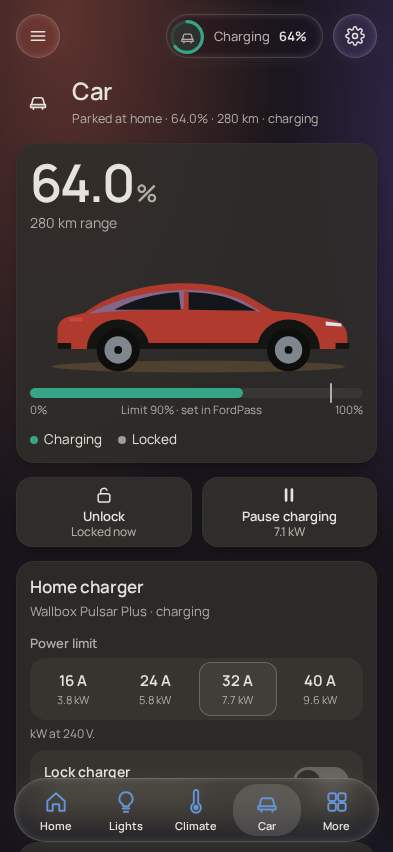 Charging 64%
Car
Parked at home · 64.0% · 280 km · charging
64.0%
280 km range
0% Limit 90% · set in FordPass 100%
Charging Locked
Unlock
Locked now
Pause charging
7.1 kW
Home charger
Wallbox Pulsar Plus · charging
Power limit
16 A 24 A 32 A 40 A
3.8 kW 5.8 kW 7.7 kW 9.6 kW
kW at 240 V.
Lock charger
Home Lights Climate Car More